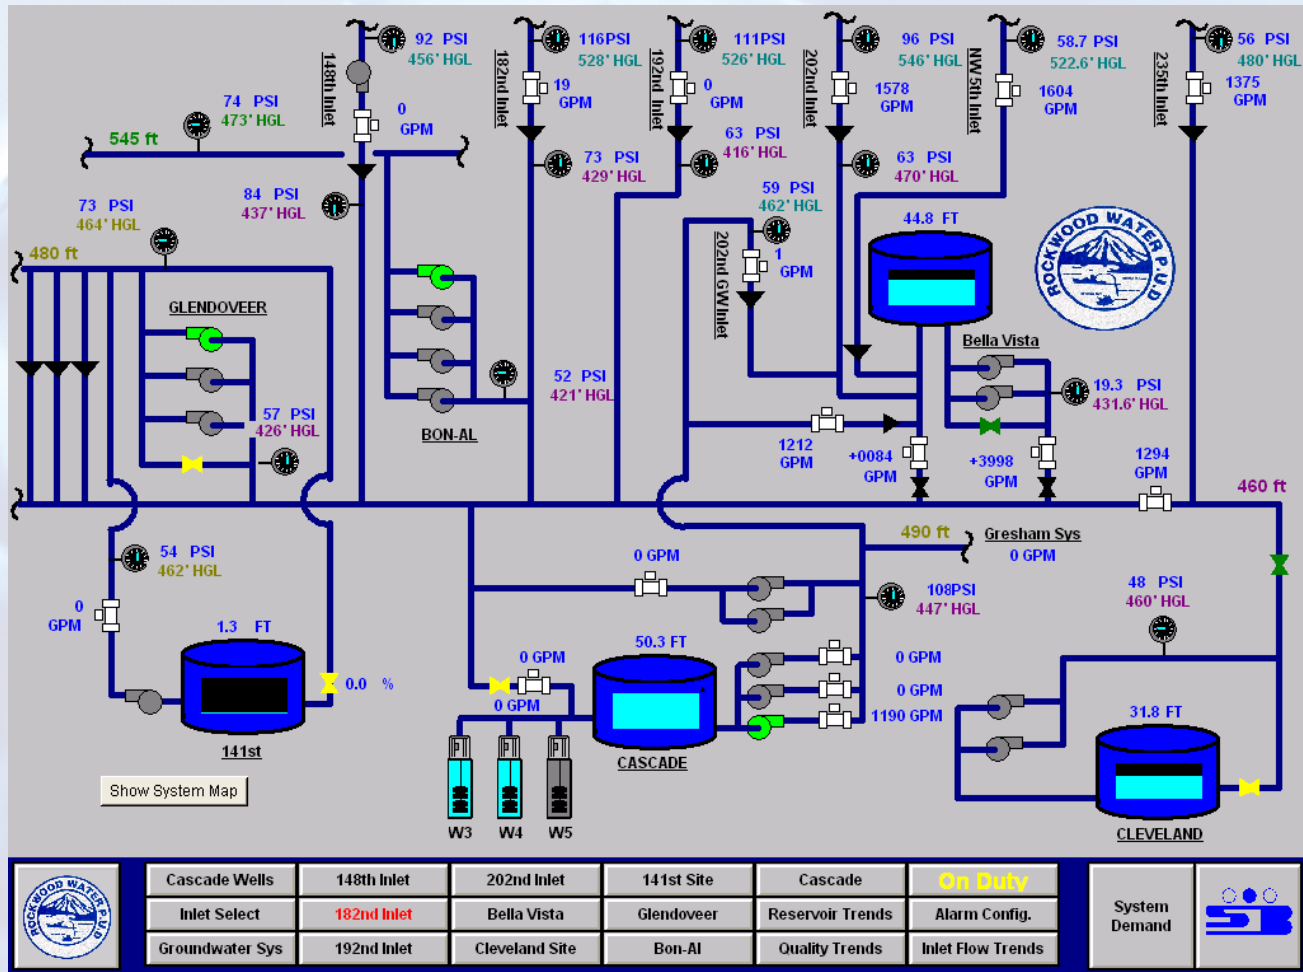 92 PSI
456' HGL
148th Inlet
0
GPM
116PSI
528' HGL
182nd Inlet
19
GPM
111PSI
526' HGL
192nd Inlet
0
GPM
96 PSI
546' HGL
202nd Inlet
1578
GPM
58.7 PSI
522.6' HGL
NW 5th Inlet
1604
GPM
56 PSI
480' HGL
235th Inlet
1375
GPM
74 PSI
473' HGL
545 ft
84 PSI
437' HGL
73 PSI
429' HGL
63 PSI
416' HGL
63 PSI
470' HGL
59 PSI
462' HGL
202nd GW Inlet
1
GPM
73 PSI
464' HGL
480 ft
GLENDOVEER
57 PSI
426' HGL
BON-AL
52 PSI
421' HGL
44.8 FT
Bella Vista
ROCKWOOD WATER P.U.D
19.3 PSI
431.6' HGL
1212
GPM
+0084
GPM
+3998
GPM
1294
GPM
460 ft
490 ft
Gresham Sys
0 GPM
54 PSI
462' HGL
0
GPM
1.3 FT
0.0 %
141st
0 GPM
108PSI
447' HGL
48 PSI
460' HGL
0 GPM
0 GPM
50.3 FT
CASCADE
0 GPM
0 GPM
1190 GPM
31.8 FT
CLEVELAND
W3 W4 W5
Show System Map
ROCKWOOD WATER P.U.D
Cascade Wells 148th Inlet 202nd Inlet 141st Site Cascade On Duty
Inlet Select 182nd Inlet Bella Vista Glendoveer Reservoir Trends Alarm Config.
Groundwater Sys 192nd Inlet Cleveland Site Bon-Al Quality Trends Inlet Flow Trends
System
Demand
SIB